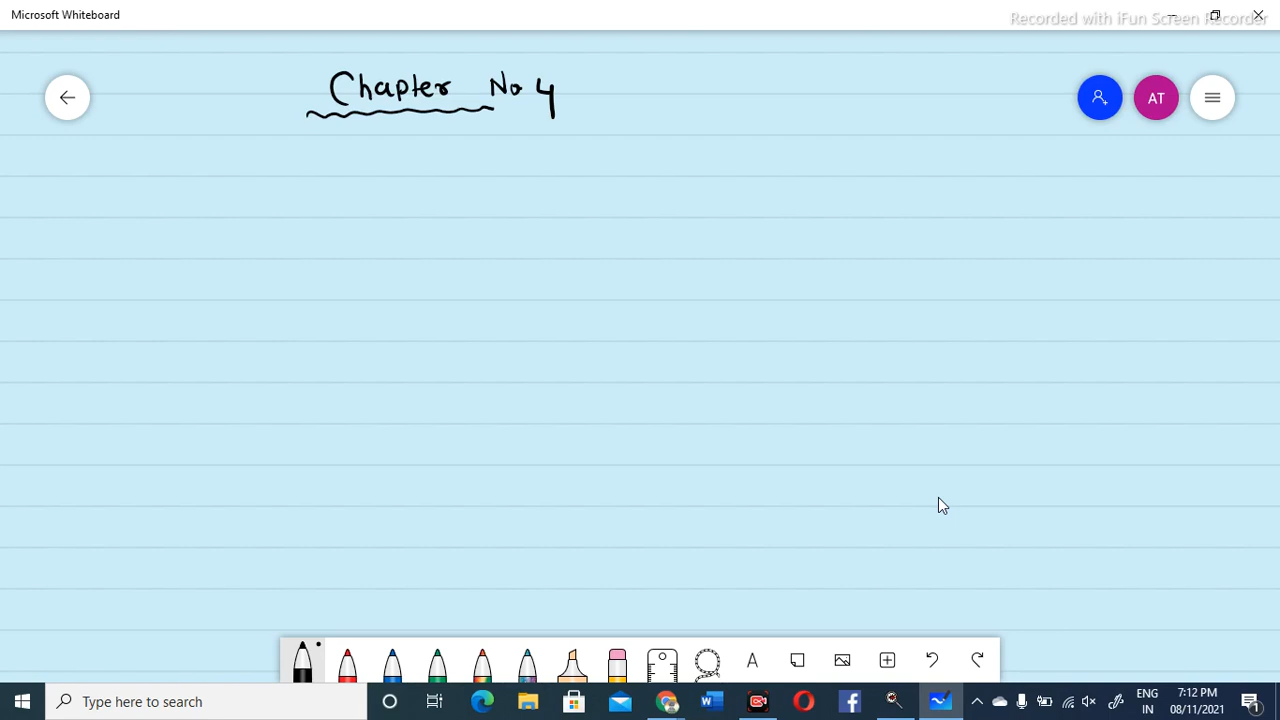 Microsoft Whiteboard
Recorded with iFun Screen Recorder
Chapter No 4
AT
A
Type here to search
W
ENG
7:12 PM
IN
08/11/2021
1